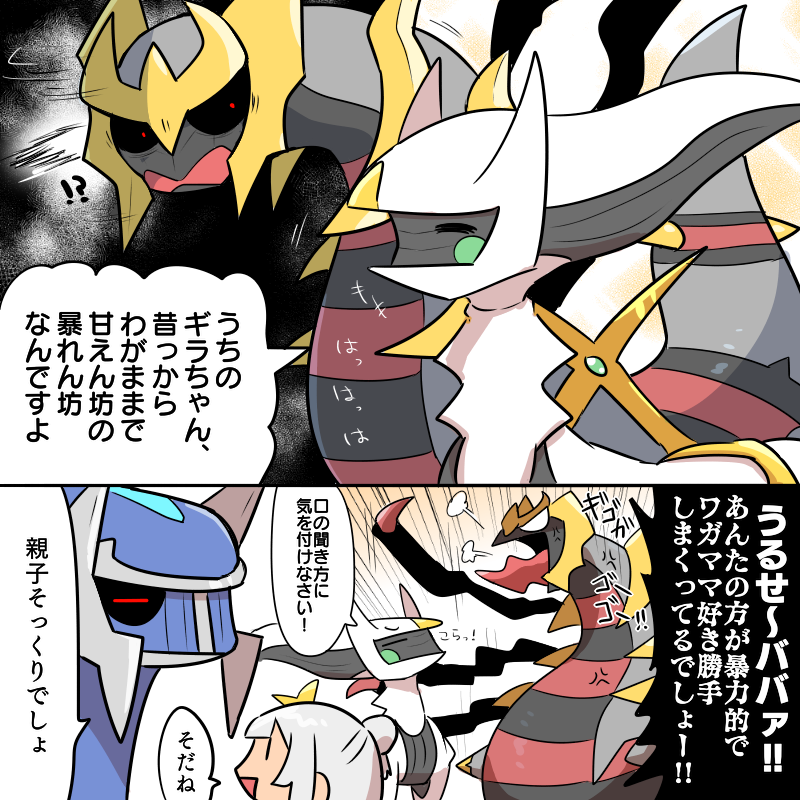 !?
うちの
ギラちゃん、
昔っから
わがままで
甘えん坊の
暴れん坊
なんですよ
キャ
はっ
はっ
は
うるせ〜ババァ!!
あんたの方が暴力的で
ワガママ好き勝手
しまくってるでしょー!!
ギゴガ
ゴゴーン!!
口の聞き方に
気を付けなさい!
こらっ!
親子そっくりでしょ
そだね